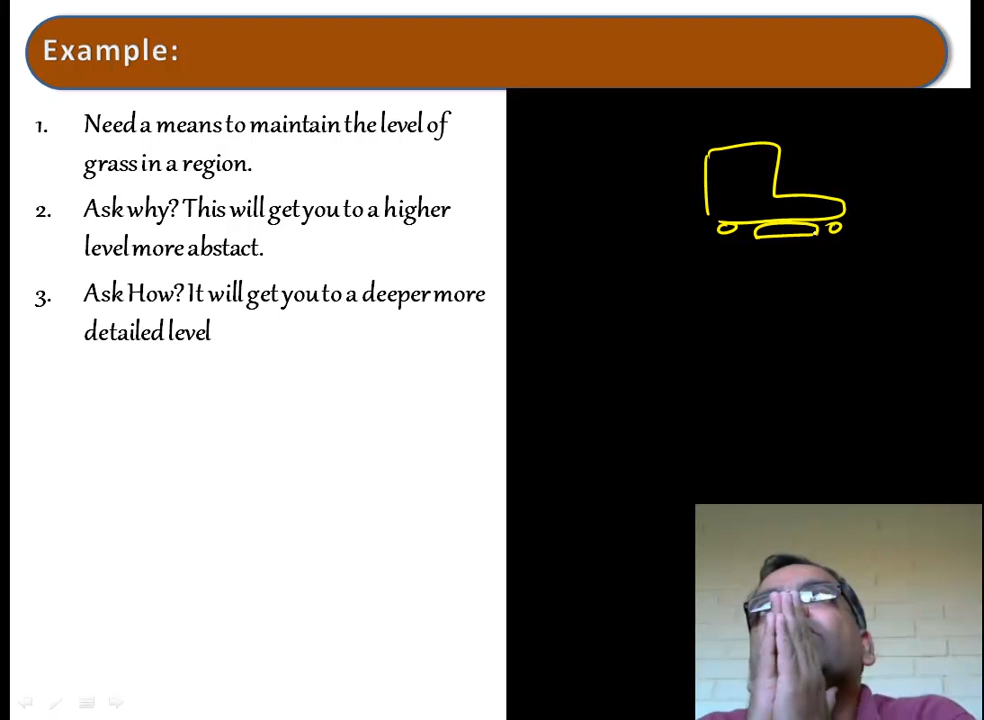 Example:
1. Need a means to maintain the level of
grass in a region.
2. Ask why? This will get you to a higher
level more abstact.
3. Ask How? It will get you to a deeper more
detailed level